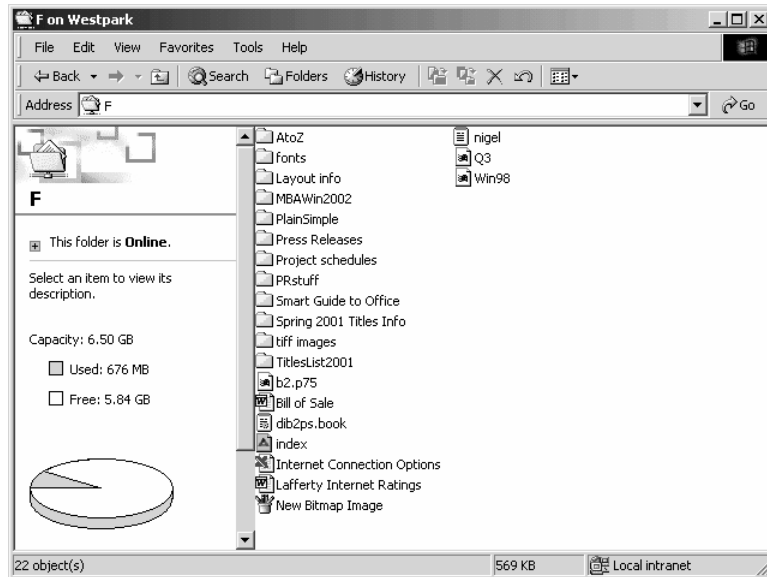 F on Westpark
File Edit View Favorites Tools Help
Back Search Folders History
Address F Go
F
This folder is Online.
Select an item to view its
description.
Capacity: 6.50 GB
Used: 676 MB
Free: 5.84 GB
AtoZ
fonts
Layout info
MBAWin2002
PlainSimple
Press Releases
Project schedules
PRstuff
Smart Guide to Office
Spring 2001 Titles Info
tiff images
TitlesList2001
b2.p75
Bill of Sale
dib2ps.book
index
Internet Connection Options
Lafferty Internet Ratings
New Bitmap Image
nigel
Q3
Win98
22 object(s) 569 KB Local intranet